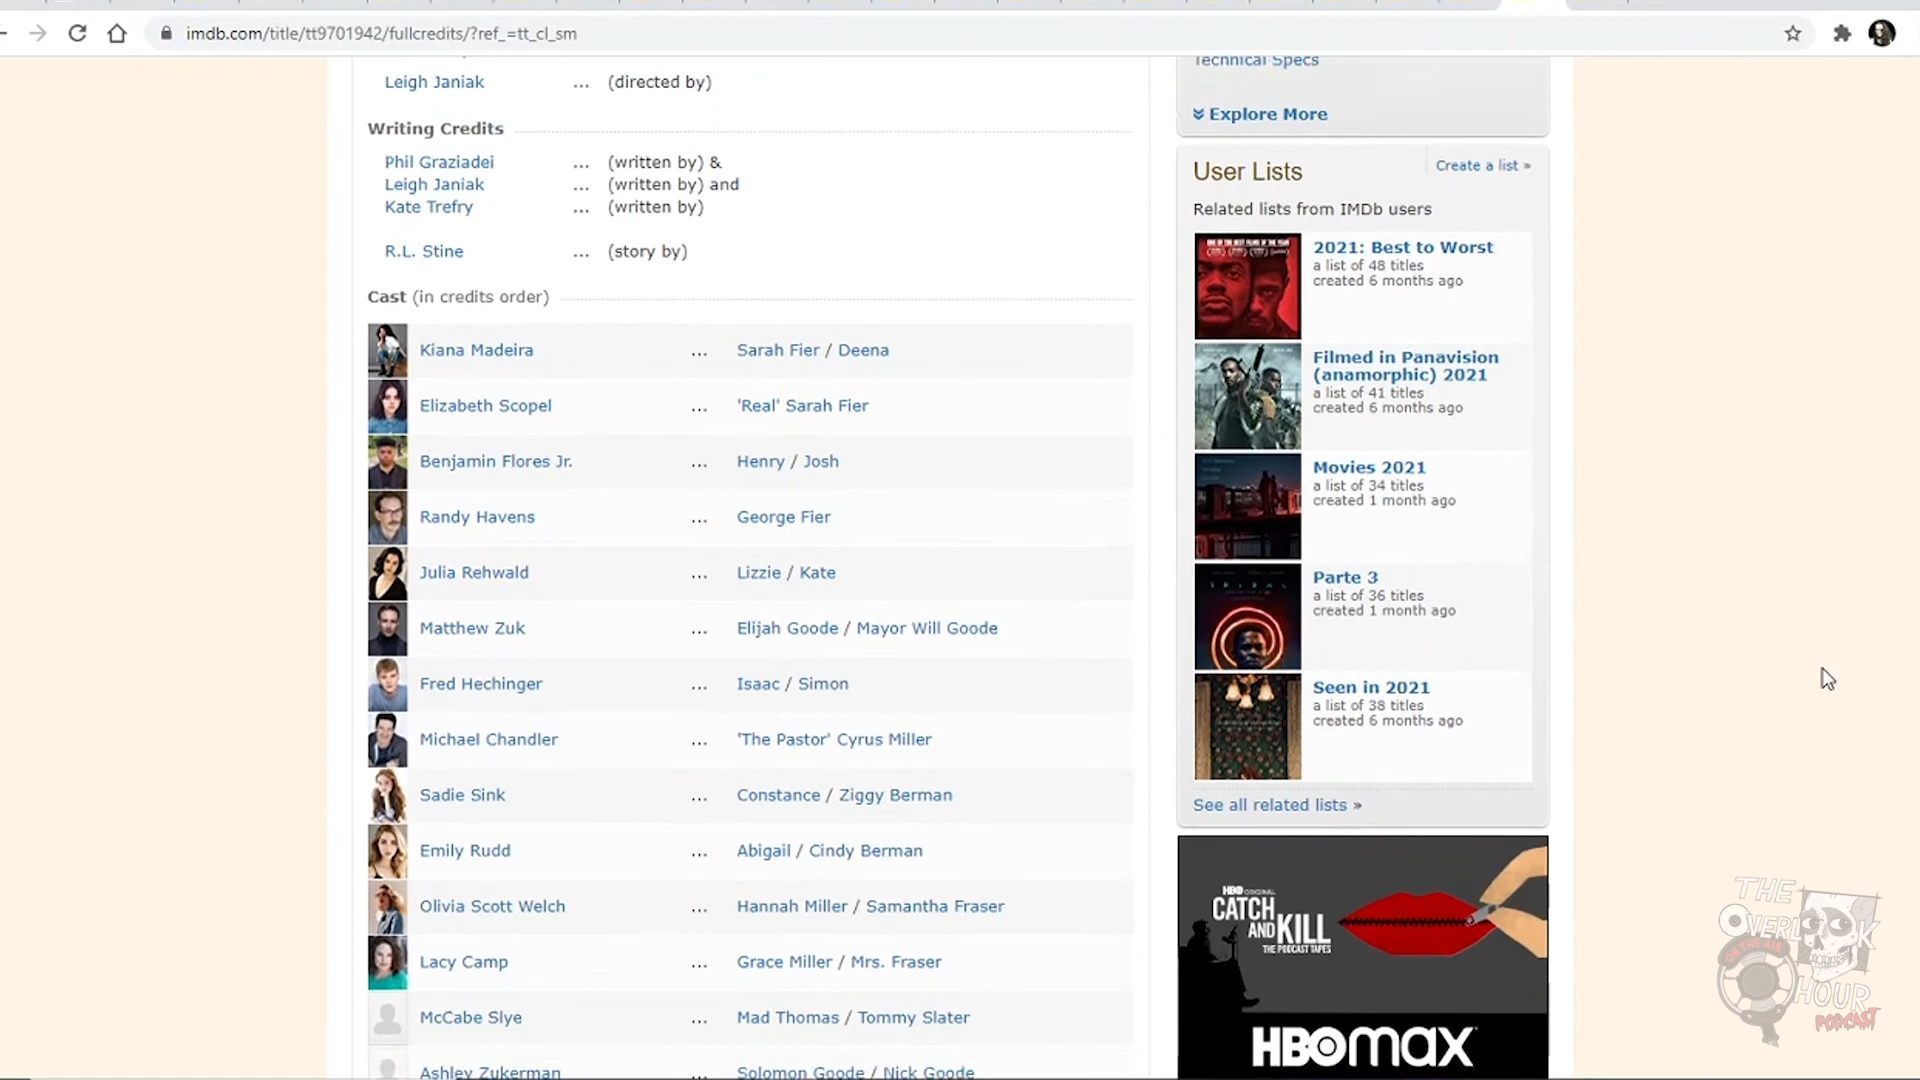 imdb.com/title/tt9701942/fullcredits/?ref_=tt_cl_sm
Leigh Janiak ... (directed by)
Writing Credits
Phil Graziadei ... (written by) &
Leigh Janiak ... (written by) and
Kate Trefry ... (written by)
R.L. Stine ... (story by)
Cast (in credits order)
Kiana Madeira ... Sarah Fier / Deena
Elizabeth Scopel ... 'Real' Sarah Fier
Benjamin Flores Jr. ... Henry / Josh
Randy Havens ... George Fier
Julia Rehwald ... Lizzie / Kate
Matthew Zuk ... Elijah Goode / Mayor Will Goode
Fred Hechinger ... Isaac / Simon
Michael Chandler ... 'The Pastor' Cyrus Miller
Sadie Sink ... Constance / Ziggy Berman
Emily Rudd ... Abigail / Cindy Berman
Olivia Scott Welch ... Hannah Miller / Samantha Fraser
Lacy Camp ... Grace Miller / Mrs. Fraser
McCabe Slye ... Mad Thomas / Tommy Slater
Ashley Zukerman ... Solomon Goode / Nick Goode
Technical Specs
Explore More
User Lists
Create a list »
Related lists from IMDb users
2021: Best to Worst
a list of 48 titles
created 6 months ago
Filmed in Panavision
(anamorphic) 2021
a list of 41 titles
created 6 months ago
Movies 2021
a list of 34 titles
created 1 month ago
Parte 3
a list of 36 titles
created 1 month ago
Seen in 2021
a list of 38 titles
created 6 months ago
See all related lists »
HBO ORIGINAL
CATCH
AND KILL
THE PODCAST TAPES
HBOMAX
THE
OVERLOOK
ON THE AIR
HOUR
PODCAST